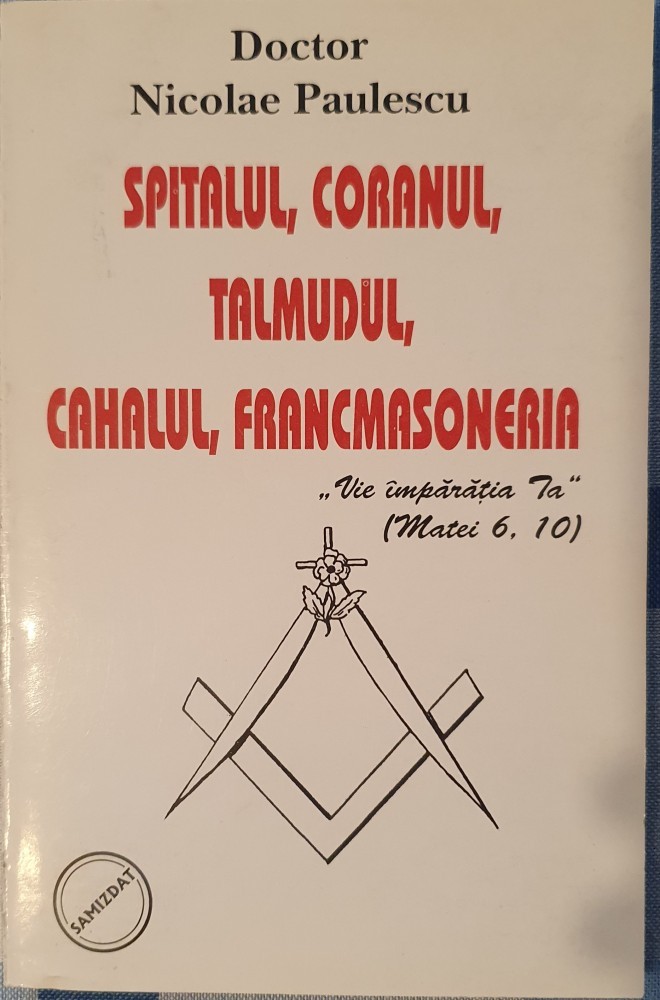 Doctor
Nicolae Paulescu
SPITALUL, CORANUL,
TALMUDUL,
CAHALUL, FRANCMASONERIA
„Vie împărăția Ta“
(Matei 6, 10)
SAMIZDAT